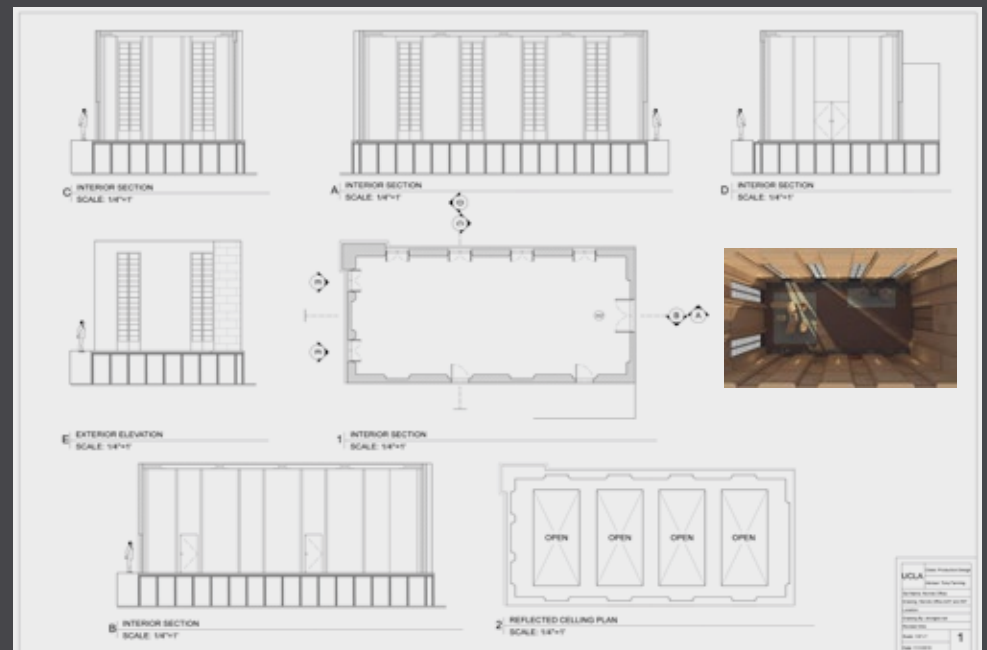 C INTERIOR SECTION
SCALE: 1/4"=1'
A INTERIOR SECTION
SCALE: 1/4"=1'
D INTERIOR SECTION
SCALE: 1/4"=1'
B A
E EXTERIOR ELEVATION
SCALE: 1/4"=1'
1 INTERIOR SECTION
SCALE: 1/4"=1'
OPEN OPEN OPEN OPEN
B INTERIOR SECTION
SCALE: 1/4"=1'
2 REFLECTED CEILING PLAN
SCALE: 1/4"=1'
UCLA
1